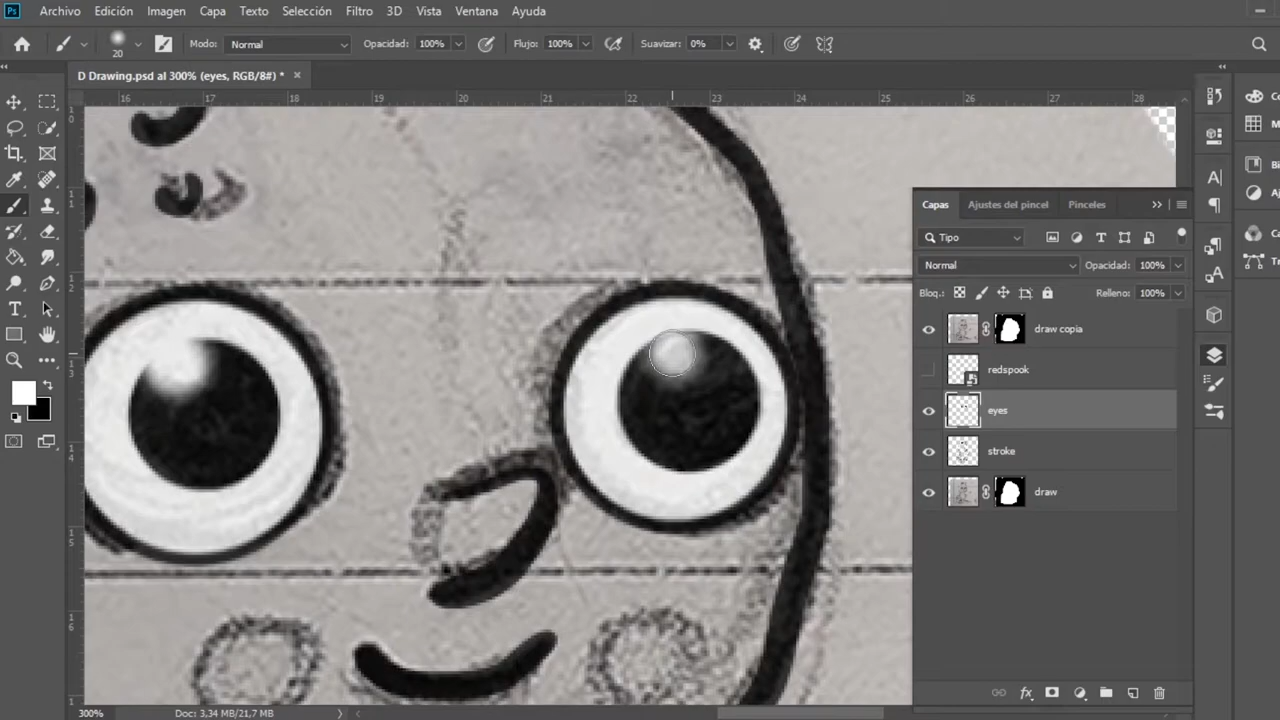 Ps Archivo Edición Imagen Capa Texto Selección Filtro 3D Vista Ventana Ayuda
20 Modo: Normal Opacidad: 100% Flujo: 100% Suavizar: 0%
D Drawing.psd al 300% (eyes, RGB/8#) *
16 17 18 19 20 21 22 23 24 25 26 27 28
Capas Ajustes del pincel Pinceles
Tipo
Normal Opacidad: 100%
Bloq.: Relleno: 100%
draw copia
redspook
eyes
stroke
draw
300% Doc: 3,34 MB/21,7 MB